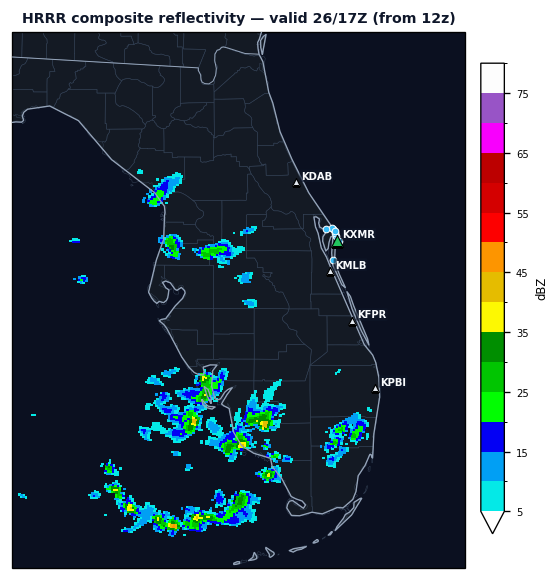 HRRR composite reflectivity — valid 26/17Z (from 12z)
KDAB
KXMR
KMLB
KFPR
KPBI
75
65
55
45
35
25
15
5
dBZ